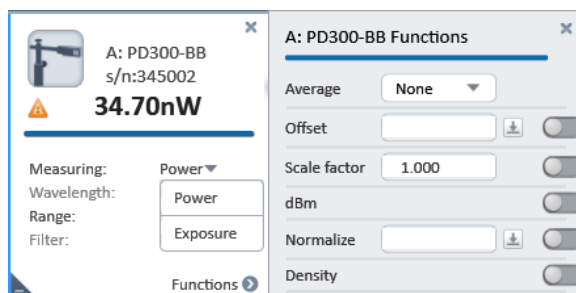 A: PD300-BB
s/n:345002
34.70nW
Measuring: Power
Wavelength:
Range:
Filter:
Power
Exposure
Functions
A: PD300-BB Functions
Average None
Offset
Scale factor 1.000
dBm
Normalize
Density